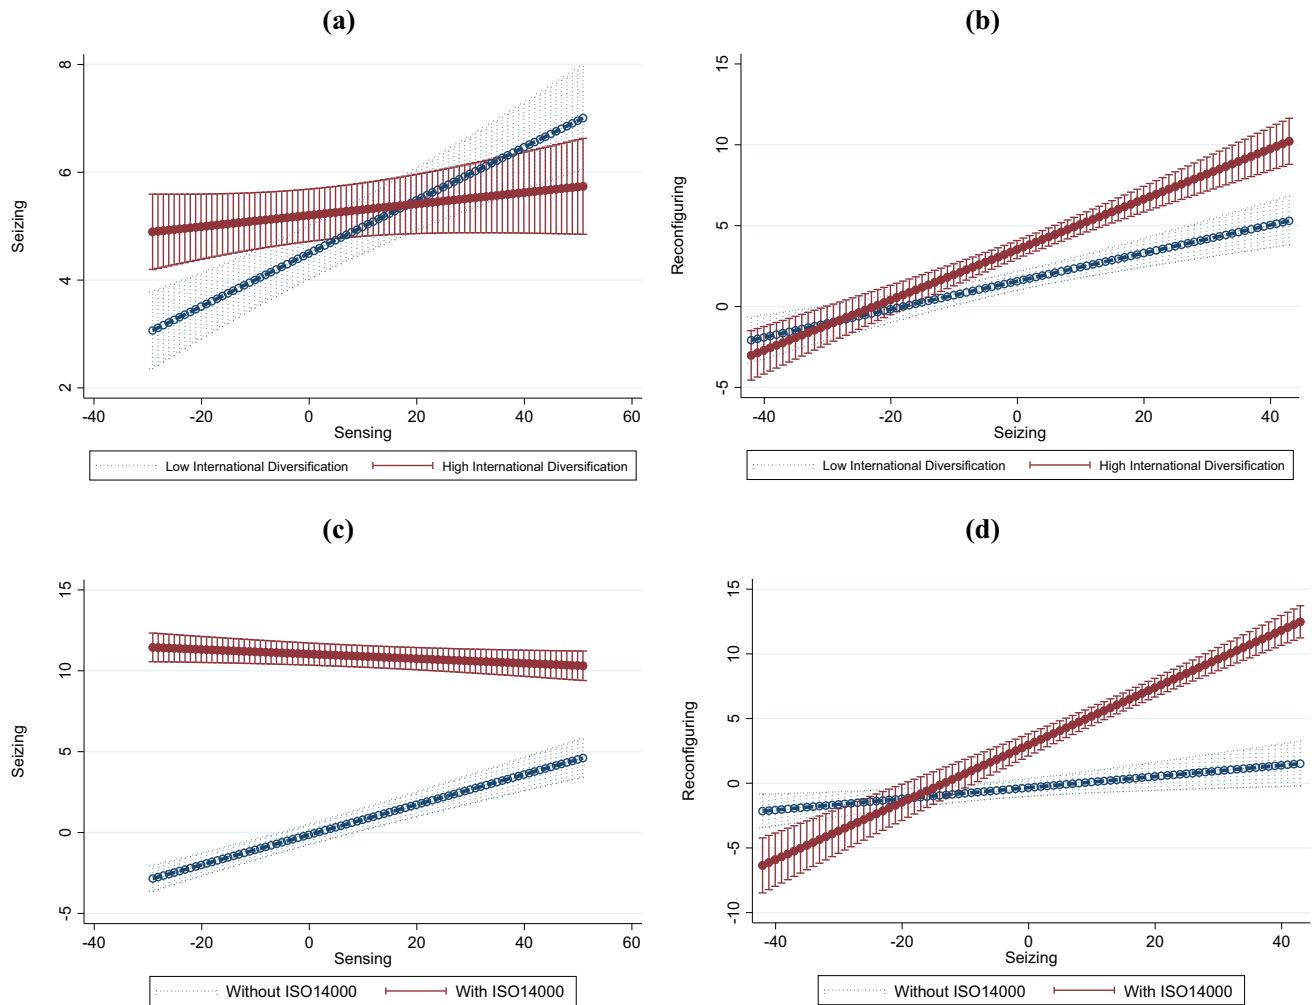 (a)
8
6
4
2
Seizing
-40 -20 0 20 40 60
Sensing
Low International Diversification High International Diversification
(b)
15
10
5
0
-5
Reconfiguring
-40 -20 0 20 40
Seizing
Low International Diversification High International Diversification
(c)
15
10
5
0
-5
Seizing
-40 -20 0 20 40 60
Sensing
Without ISO14000 With ISO14000
(d)
15
10
5
0
-5
-10
Reconfiguring
-40 -20 0 20 40
Seizing
Without ISO14000 With ISO14000